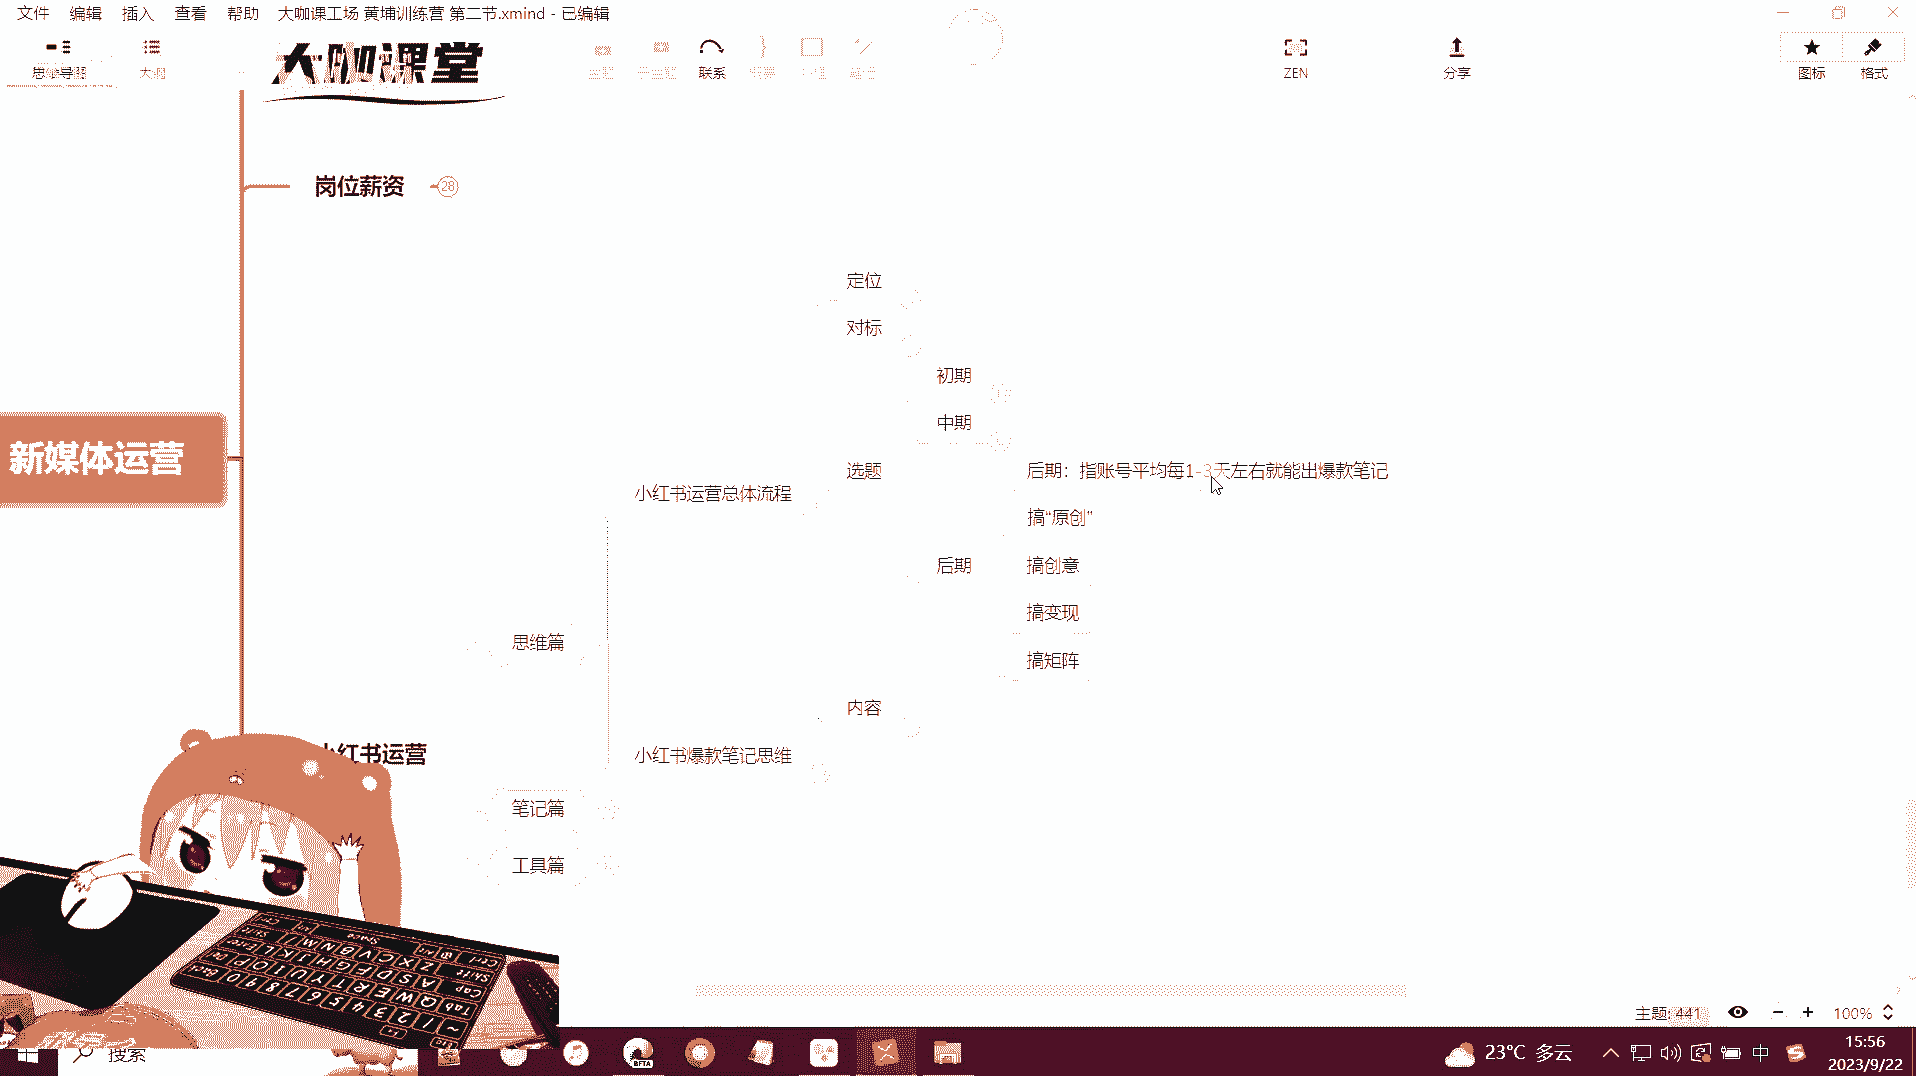 文件 编辑 插入 查看 帮助 大咖课工场 黄埔训练营 第二节.xmind - 已编辑
思维导图 大纲 大咖课堂 联系 ZEN 分享 图标 格式
岗位薪资 28
定位
对标
初期
中期
选题
后期：指账号平均每1-3天左右就能出爆款笔记
小红书运营总体流程
搞“原创”
后期
搞创意
搞变现
搞矩阵
新媒体运营
思维篇
内容
小红书运营
小红书爆款笔记思维
笔记篇
工具篇
主题: 441 100%
搜索
BETA
23°C 多云 中
15:56
2023/9/22